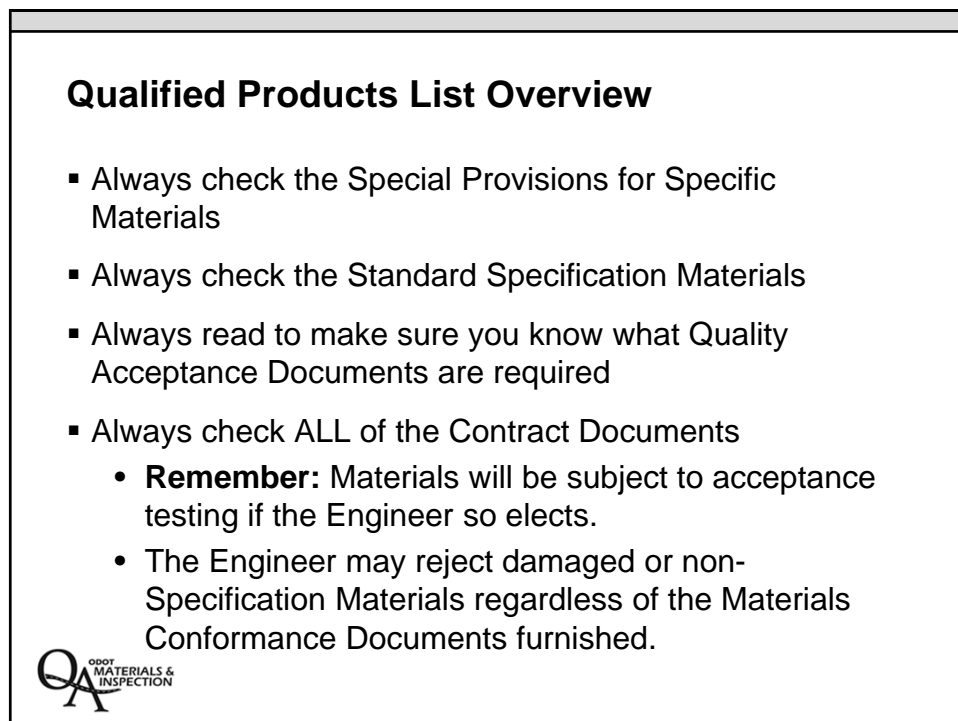 Qualified Products List Overview
▪ Always check the Special Provisions for Specific
Materials
▪ Always check the Standard Specification Materials
▪ Always read to make sure you know what Quality
Acceptance Documents are required
▪ Always check ALL of the Contract Documents
• Remember: Materials will be subject to acceptance
testing if the Engineer so elects.
• The Engineer may reject damaged or non-
Specification Materials regardless of the Materials
Conformance Documents furnished.
QA
ODOT
MATERIALS &
INSPECTION